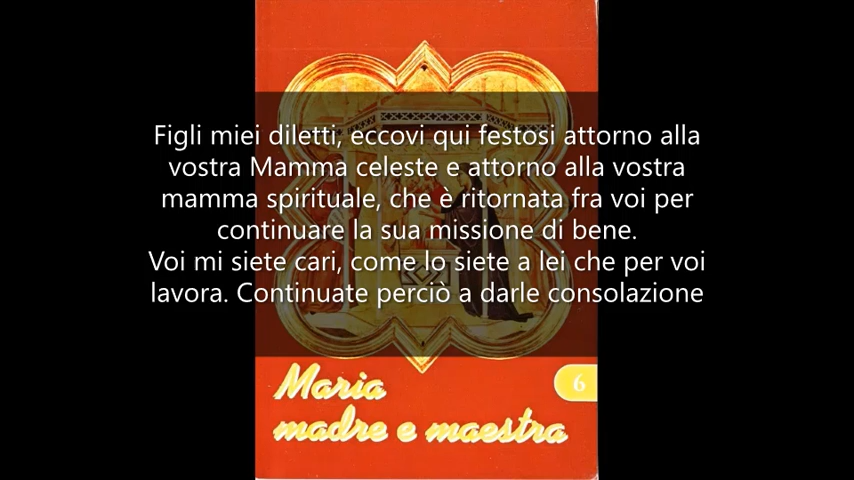 Figli miei diletti, eccovi qui festosi attorno alla
vostra Mamma celeste e attorno alla vostra
mamma spirituale, che è ritornata fra voi per
continuare la sua missione di bene.
Voi mi siete cari, come lo siete a lei che per voi
lavora. Continuate perciò a darle consolazione
6
Maria
madre e maestra